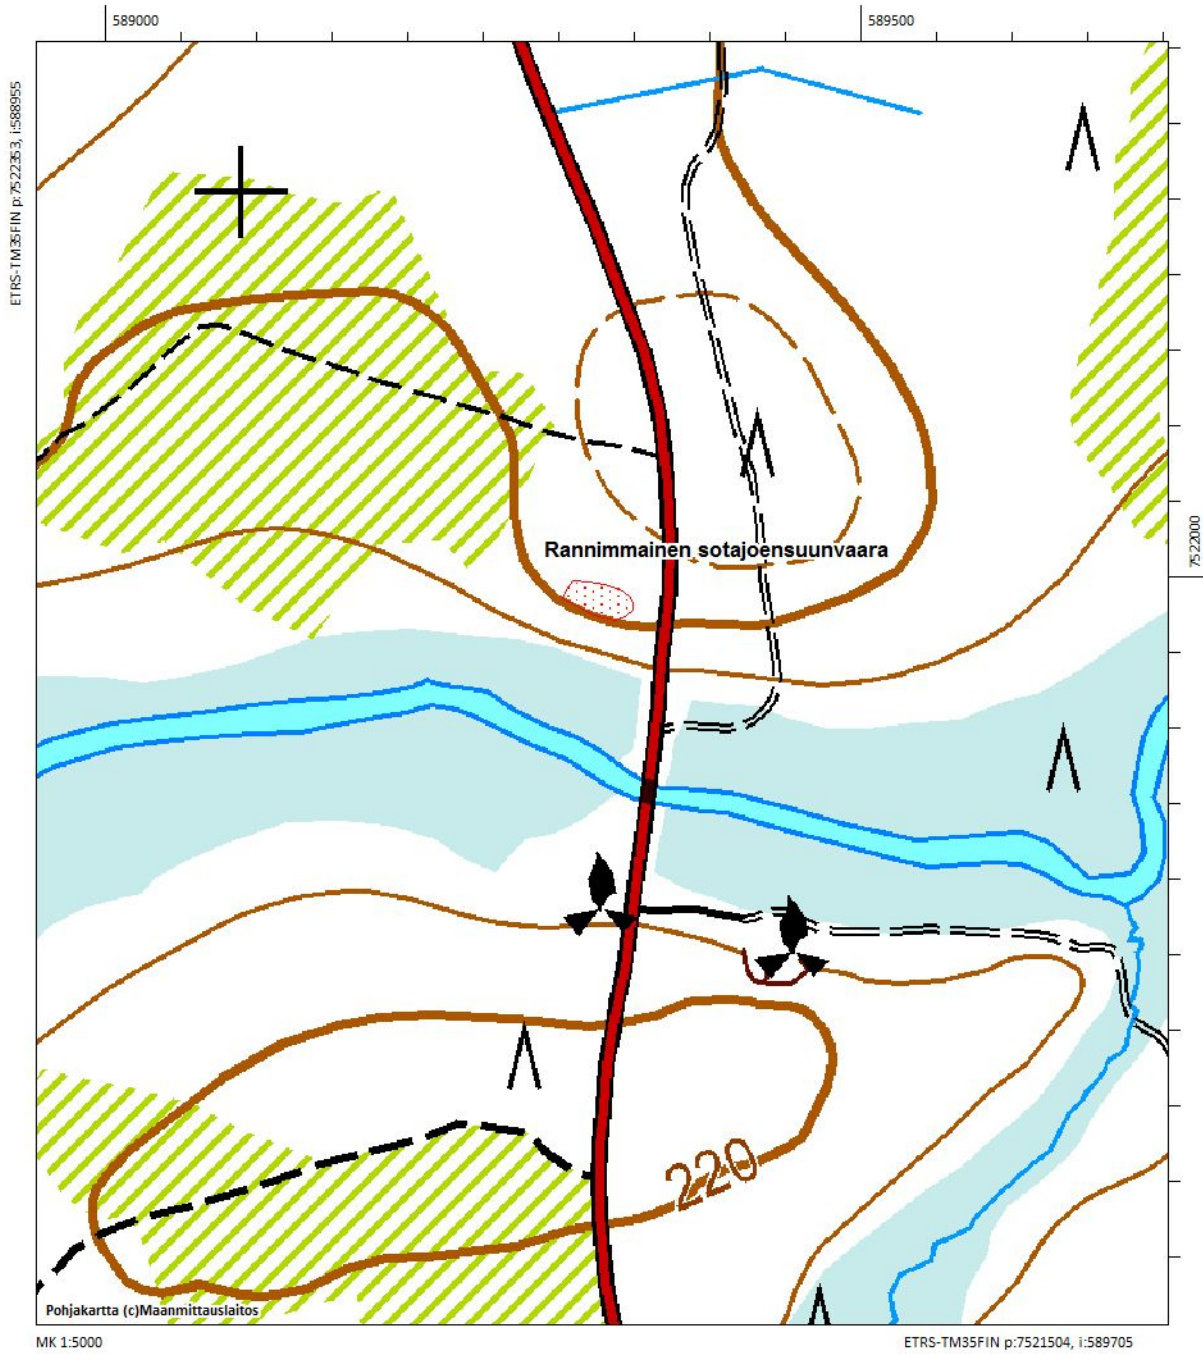 589000
589500
ETRS-TM35FIN p:7522353, i:588955
7522000
Rannimmainen sotajoensuunvaara
220
Pohjakartta (c)Maanmittauslaitos
MK 1:5000
ETRS-TM35FIN p:7521504, i:589705